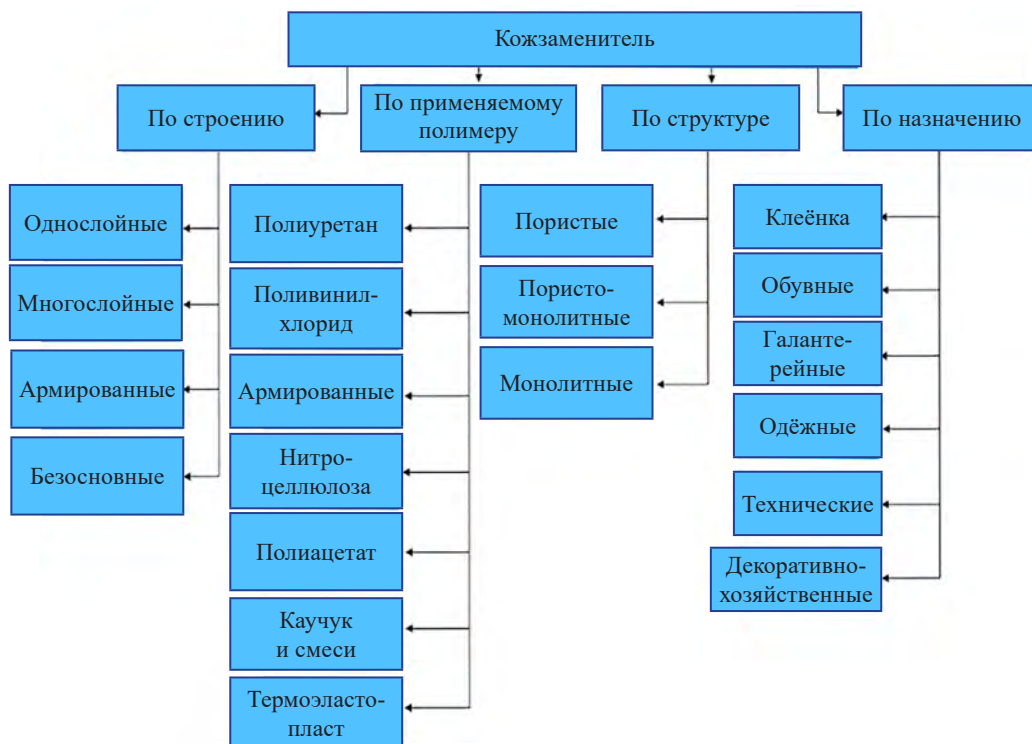 Кожзаменитель
По строению
По применяемому
полимеру
По структуре
По назначению
Однослойные
Многослойные
Армированные
Безосновные
Полиуретан
Поливинил-
хлорид
Армированные
Нитро-
целлюлоза
Полиацетат
Каучук
и смеси
Термоэласто-
пласт
Пористые
Пористо-
монолитные
Монолитные
Клеёнка
Обувные
Галанте-
рейные
Одёжные
Технические
Декоративно-
хозяйственные